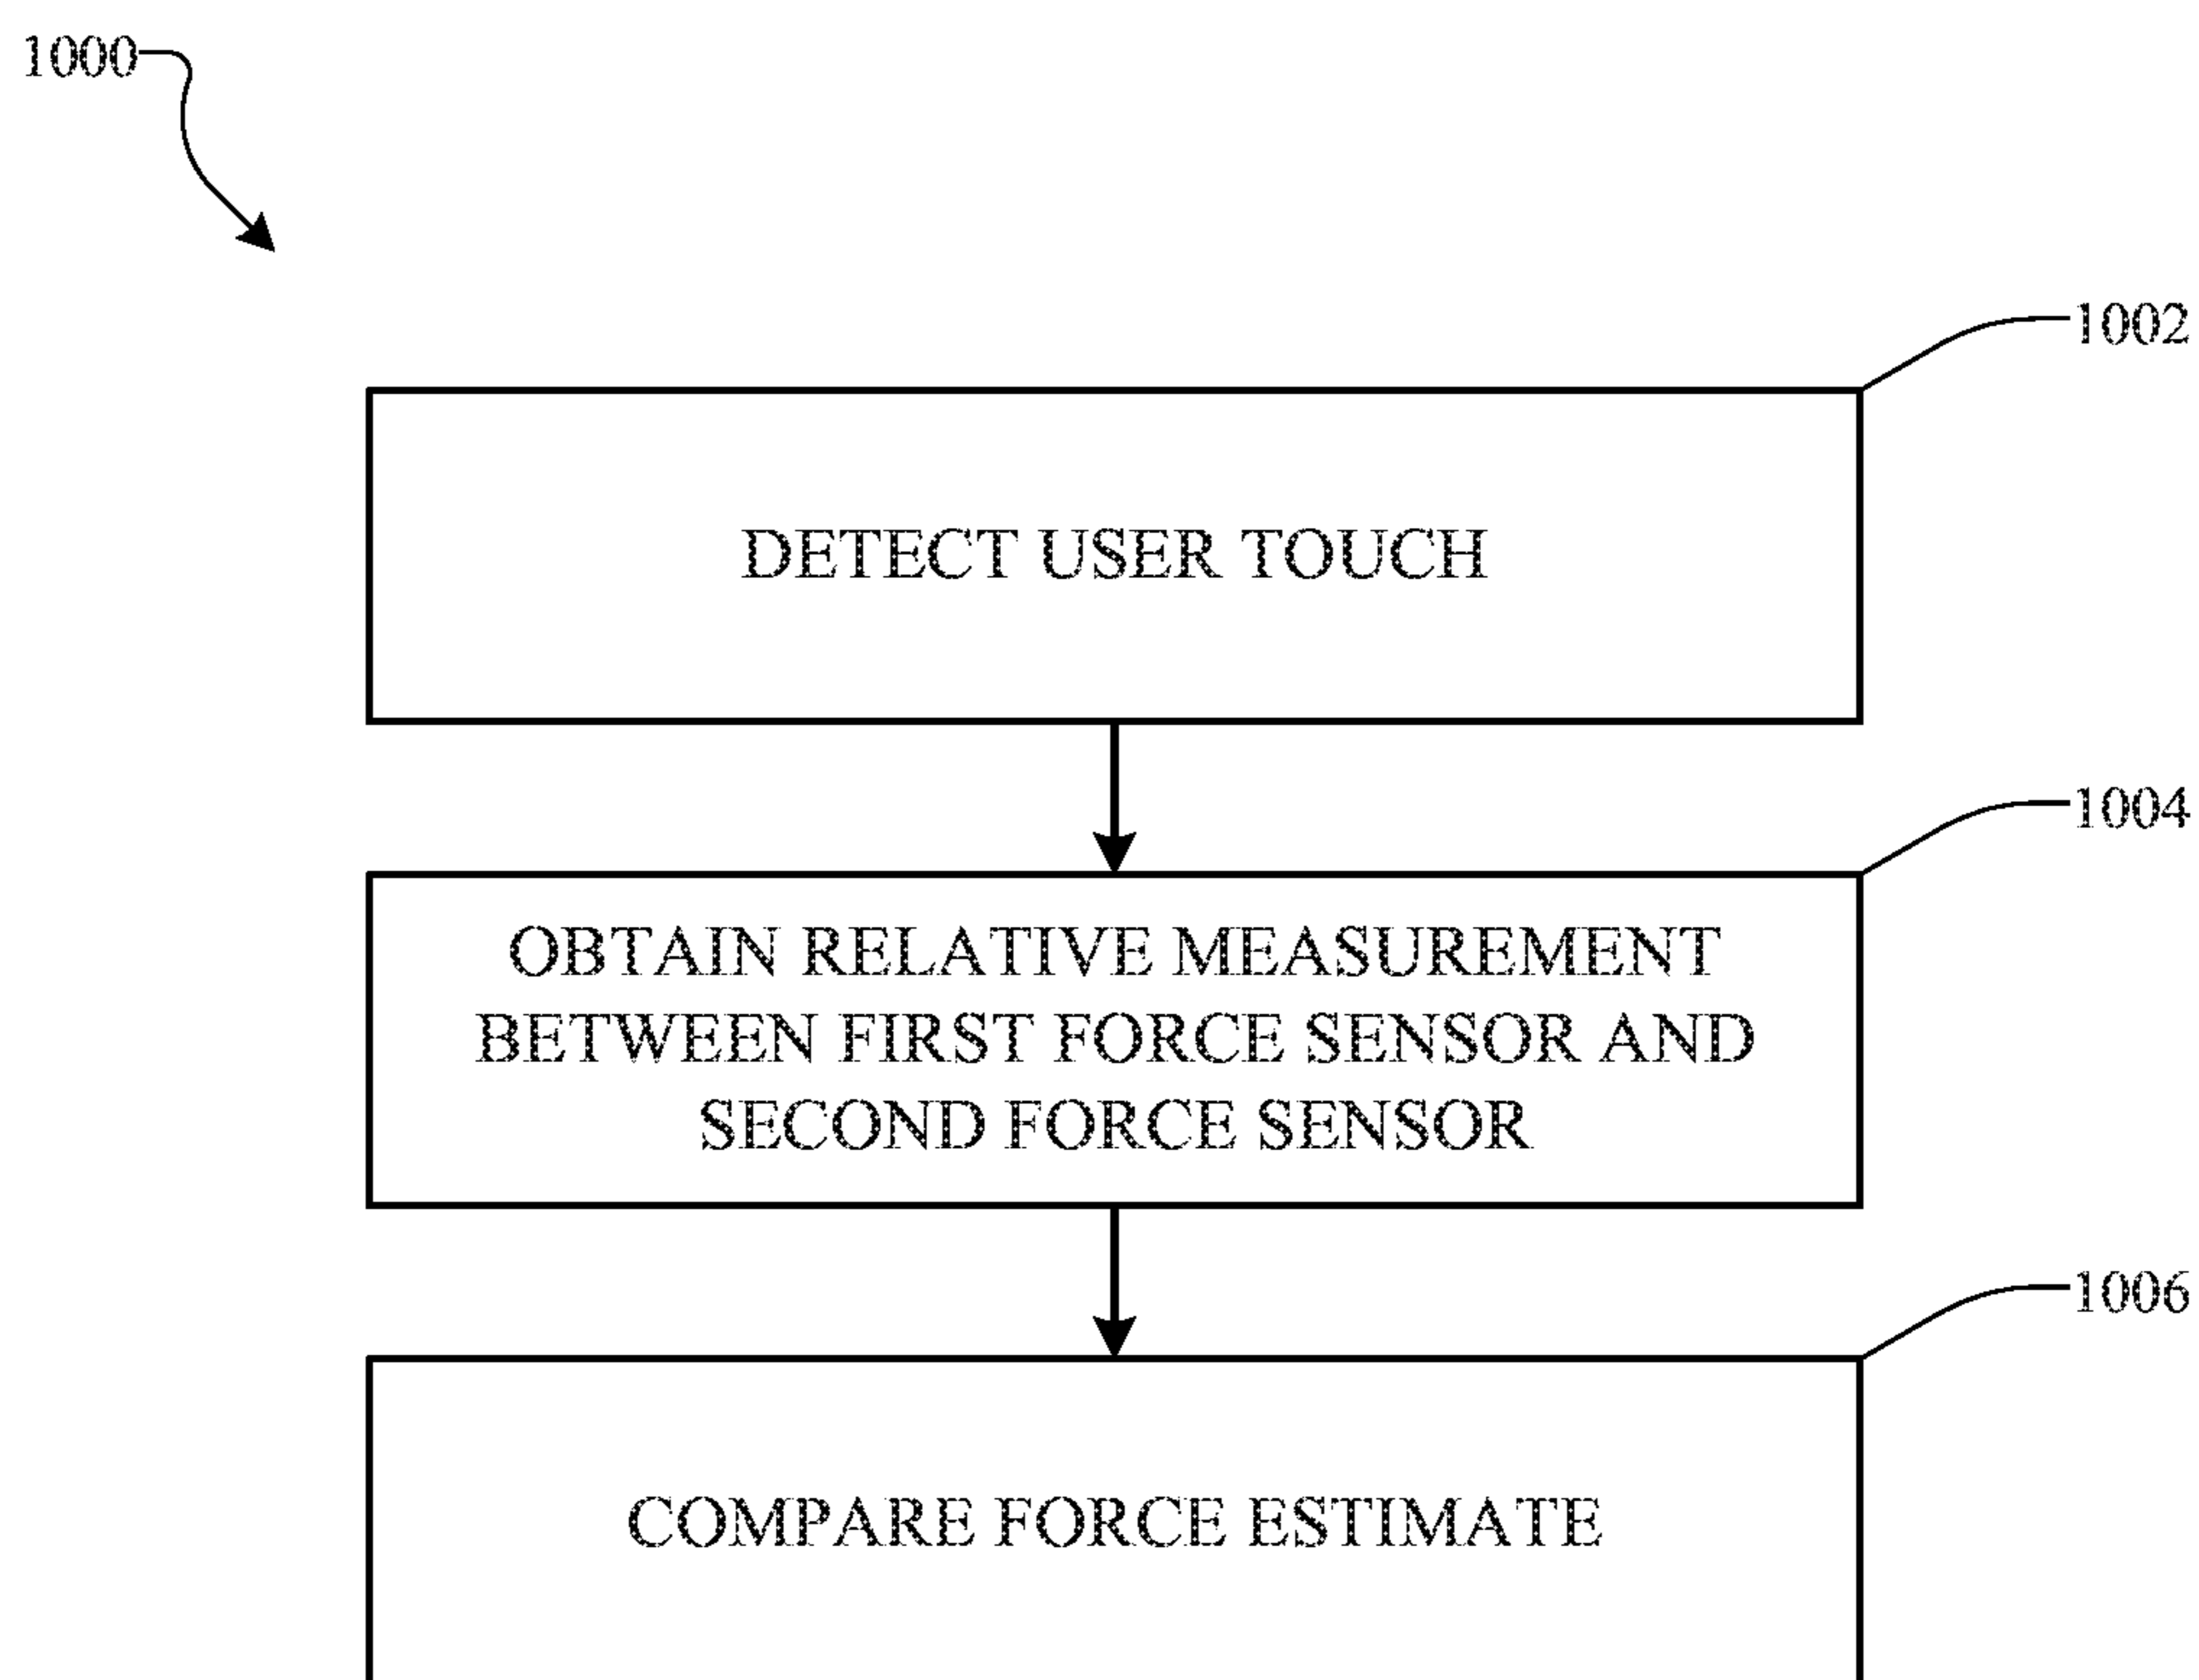 1000
1002
DETECT USER TOUCH
1004
OBTAIN RELATIVE MEASUREMENT
BETWEEN FIRST FORCE SENSOR AND
SECOND FORCE SENSOR
1006
COMPARE FORCE ESTIMATE